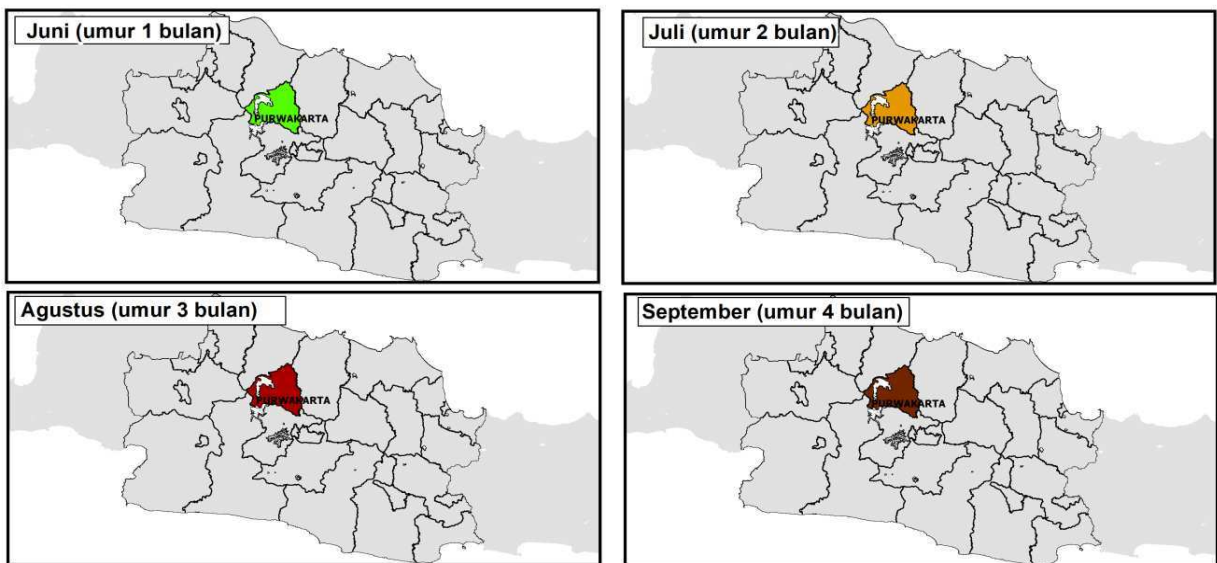 Juni (umur 1 bulan)
PURWAKARTA
Juli (umur 2 bulan)
PURWAKARTA
Agustus (umur 3 bulan)
PURWAKARTA
September (umur 4 bulan)
PURWAKARTA